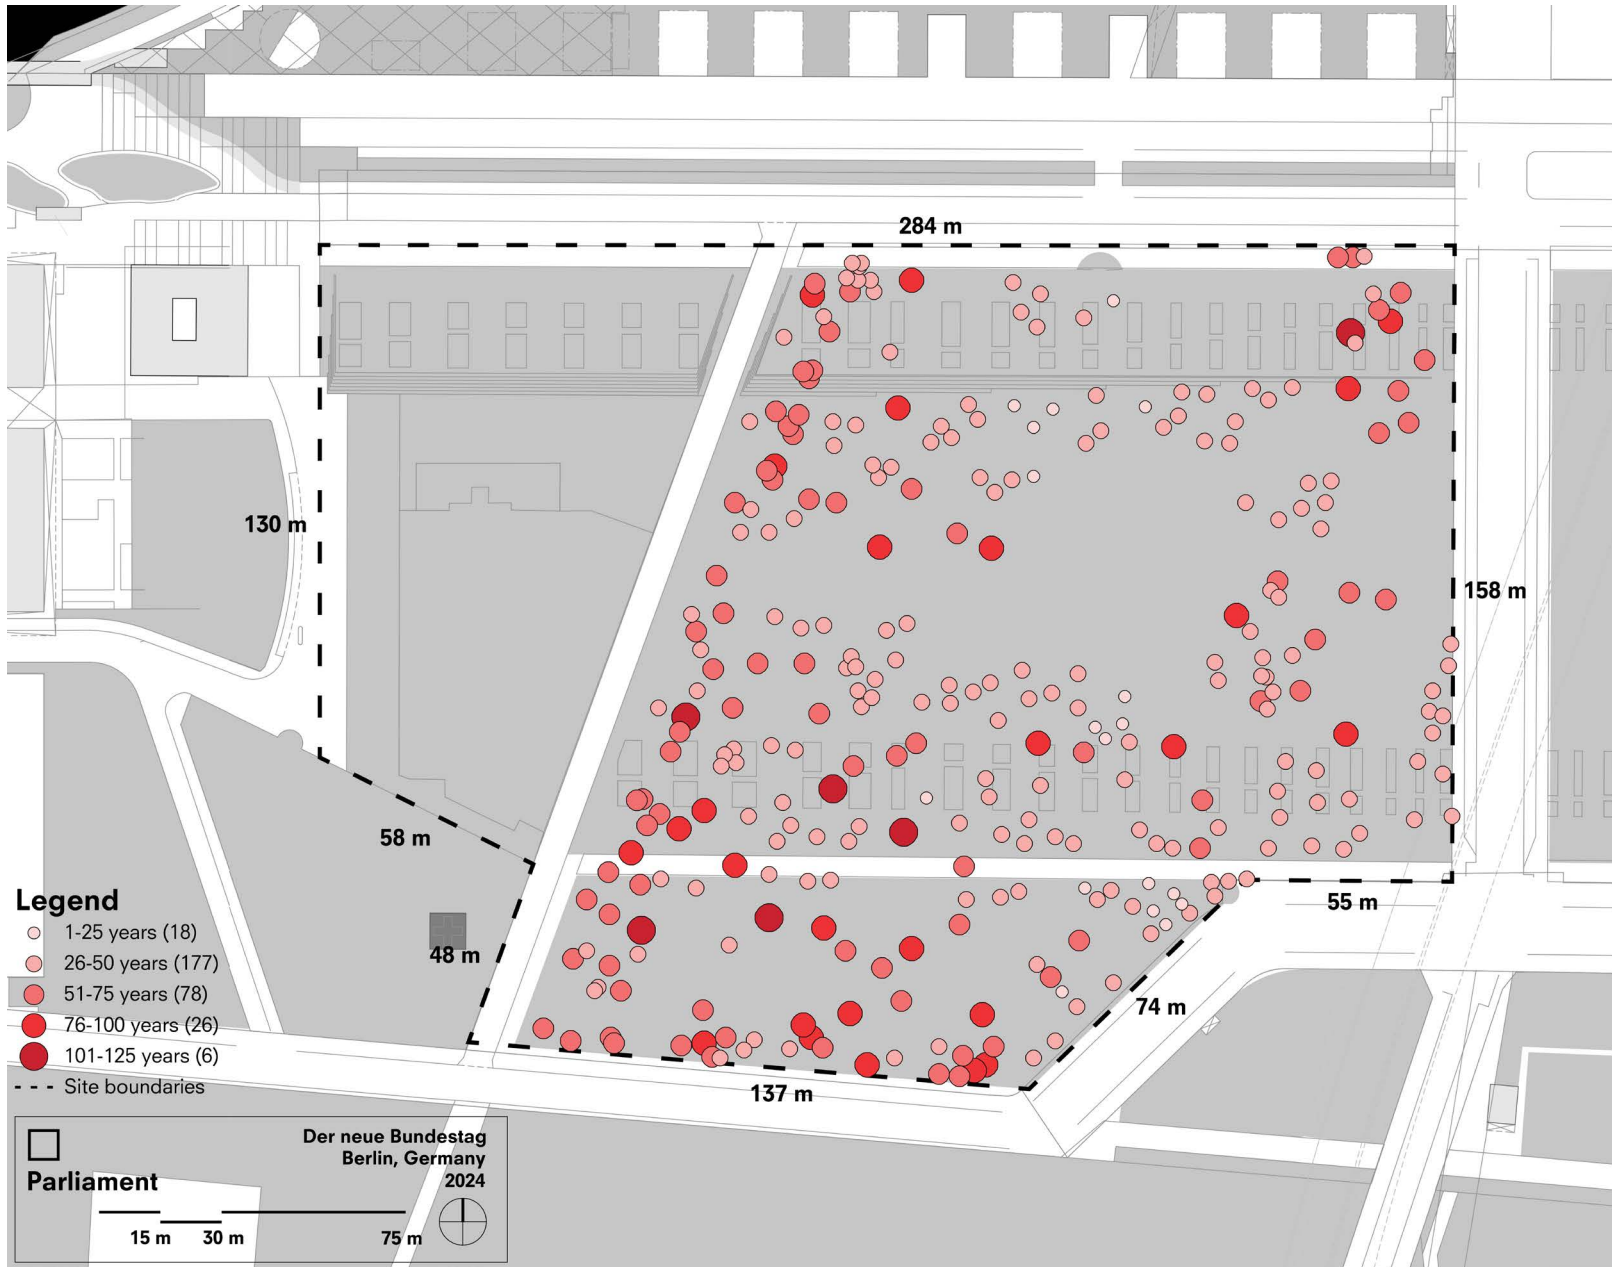 284 m
130 m
158 m
58 m
55 m
48 m
74 m
137 m
Legend
1-25 years (18)
26-50 years (177)
51-75 years (78)
76-100 years (26)
101-125 years (6)
Site boundaries
Der neue Bundestag
Berlin, Germany
2024
Parliament
15 m 30 m 75 m